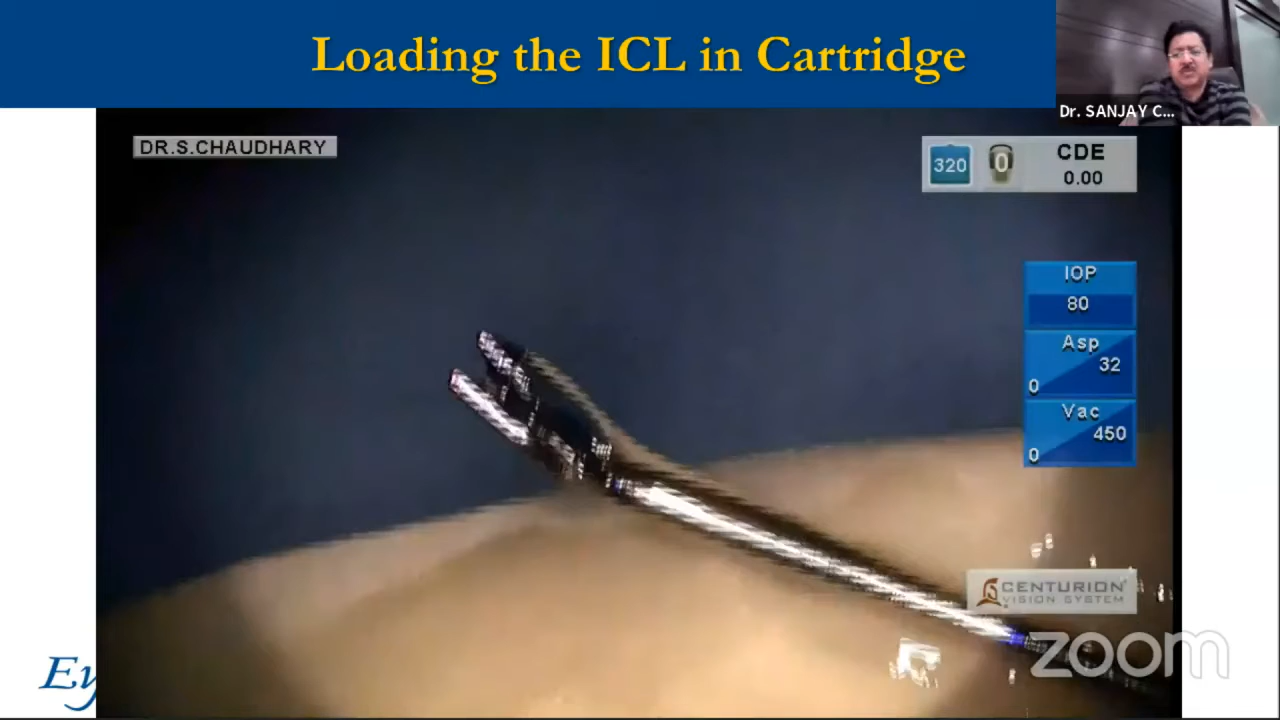 Loading the ICL in Cartridge
Dr. SANJAY C...
DR.S.CHAUDHARY
320
0
CDE
0.00
IOP
80
Asp
32
0
Vac
450
0
CENTURION
VISION SYSTEM
zoom
Ey